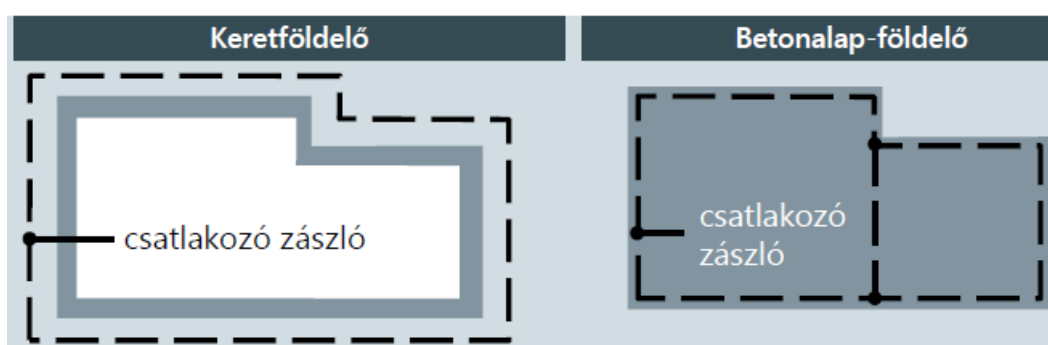 Keretföldelő
Betonalap-földelő
csatlakozó zászló
csatlakozó
zászló